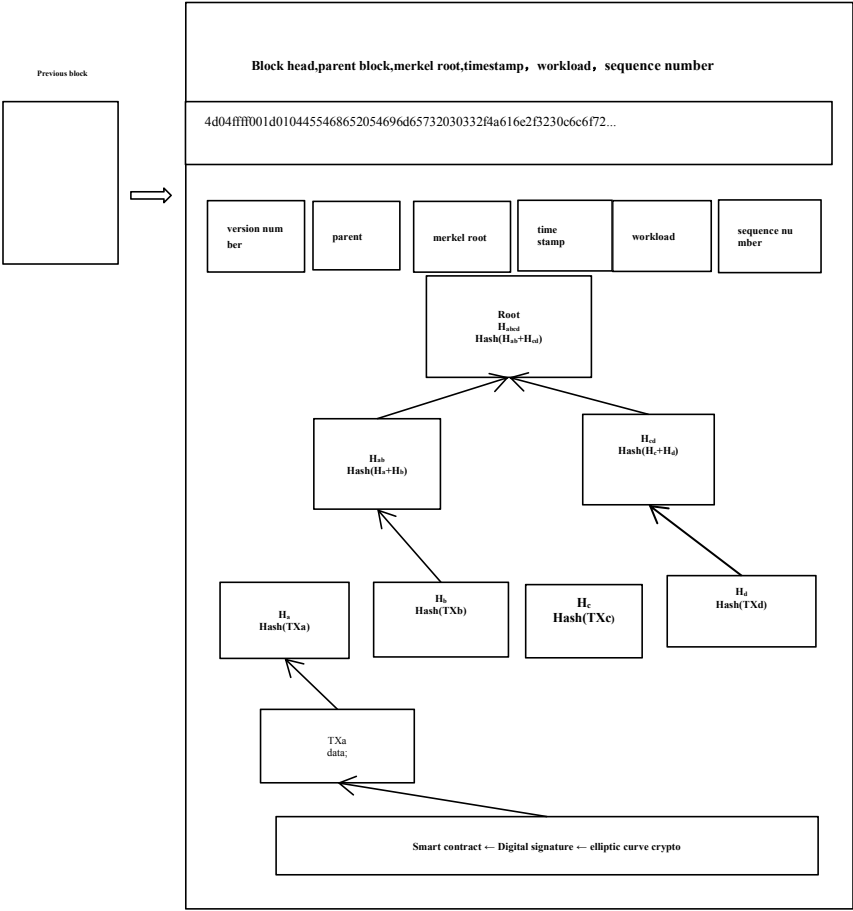 Previous block
Block head,parent block,merkel root,timestamp，workload，sequence number
4d04ffff001d0104455468652054696d65732030332f4a616e2f3230c6c6f72...
version num
ber
parent
merkel root
time
stamp
workload
sequence nu
mber
Root
Habcd
Hash(Hab+Hcd)
Hab
Hash(Ha+Hb)
Hcd
Hash(Hc+Hd)
Ha
Hash(TXa)
Hb
Hash(TXb)
Hc
Hash(TXc)
Hd
Hash(TXd)
TXa
data;
Smart contract ← Digital signature ← elliptic curve crypto